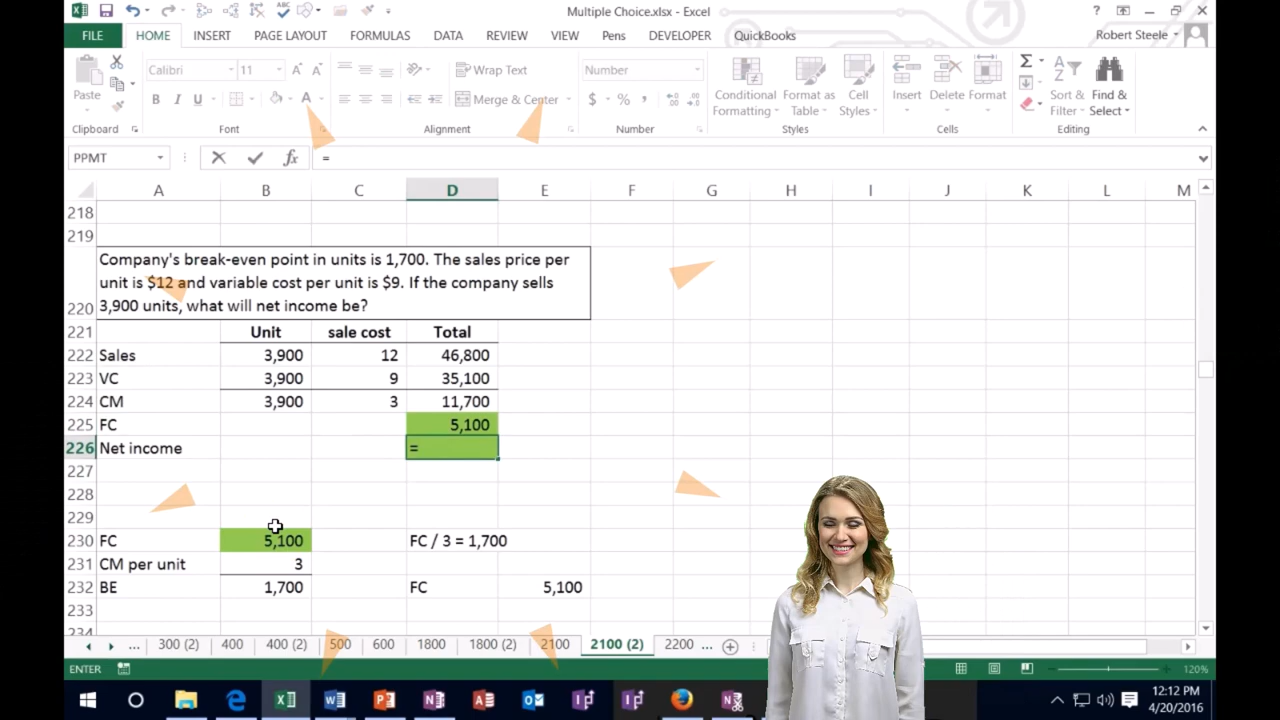 Multiple Choice.xlsx - Excel
?
FILE HOME INSERT PAGE LAYOUT FORMULAS DATA REVIEW VIEW Pens DEVELOPER QuickBooks Robert Steele
Calibri 11 A A Wrap Text Number
Paste B I U A Merge & Center $ % , Conditional Formatting Format as Table Cell Styles Insert Delete Format Sort & Filter Find & Select
Clipboard Font Alignment Number Styles Cells Editing
PPMT fx =
A B C D E F G H I J K L M
218
219
220 Company's break-even point in units is 1,700. The sales price per
unit is $12 and variable cost per unit is $9. If the company sells
3,900 units, what will net income be?
221 Unit sale cost Total
222 Sales 3,900 12 46,800
223 VC 3,900 9 35,100
224 CM 3,900 3 11,700
225 FC 5,100
226 Net income =
227
228
229
230 FC 5,100 FC / 3 = 1,700
231 CM per unit 3
232 BE 1,700 FC 5,100
233
234
... 300 (2) 400 400 (2) 500 600 1800 1800 (2) 2100 2100 (2) 2200 ...
ENTER 120%
12:12 PM
4/20/2016